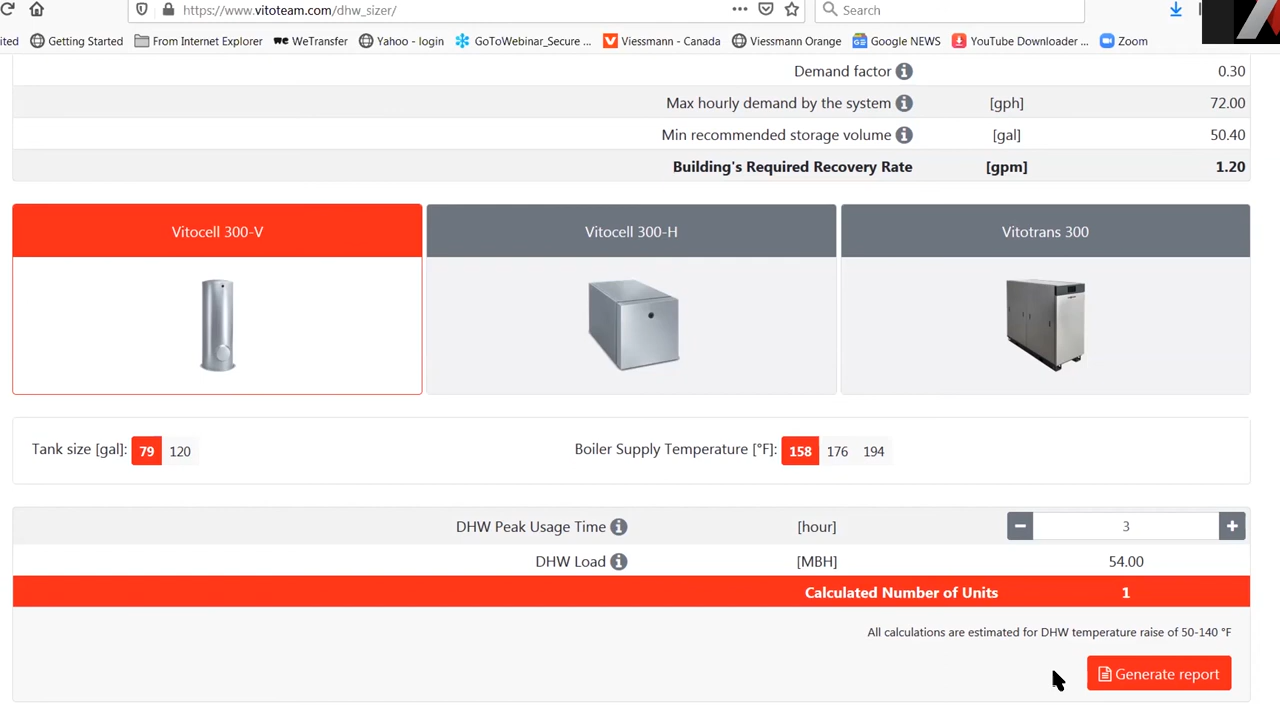 https://www.vitoteam.com/dhw_sizer/
Search
ited Getting Started From Internet Explorer WeTransfer Yahoo - login GoToWebinar_Secure ... Viessmann - Canada Viessmann Orange Google NEWS YouTube Downloader ... Zoom
Demand factor 0.30
Max hourly demand by the system [gph] 72.00
Min recommended storage volume [gal] 50.40
Building's Required Recovery Rate [gpm] 1.20
Vitocell 300-V Vitocell 300-H Vitotrans 300
Tank size [gal]: 79 120 Boiler Supply Temperature [°F]: 158 176 194
DHW Peak Usage Time [hour] − 3 +
DHW Load [MBH] 54.00
Calculated Number of Units 1
All calculations are estimated for DHW temperature raise of 50-140 °F
Generate report